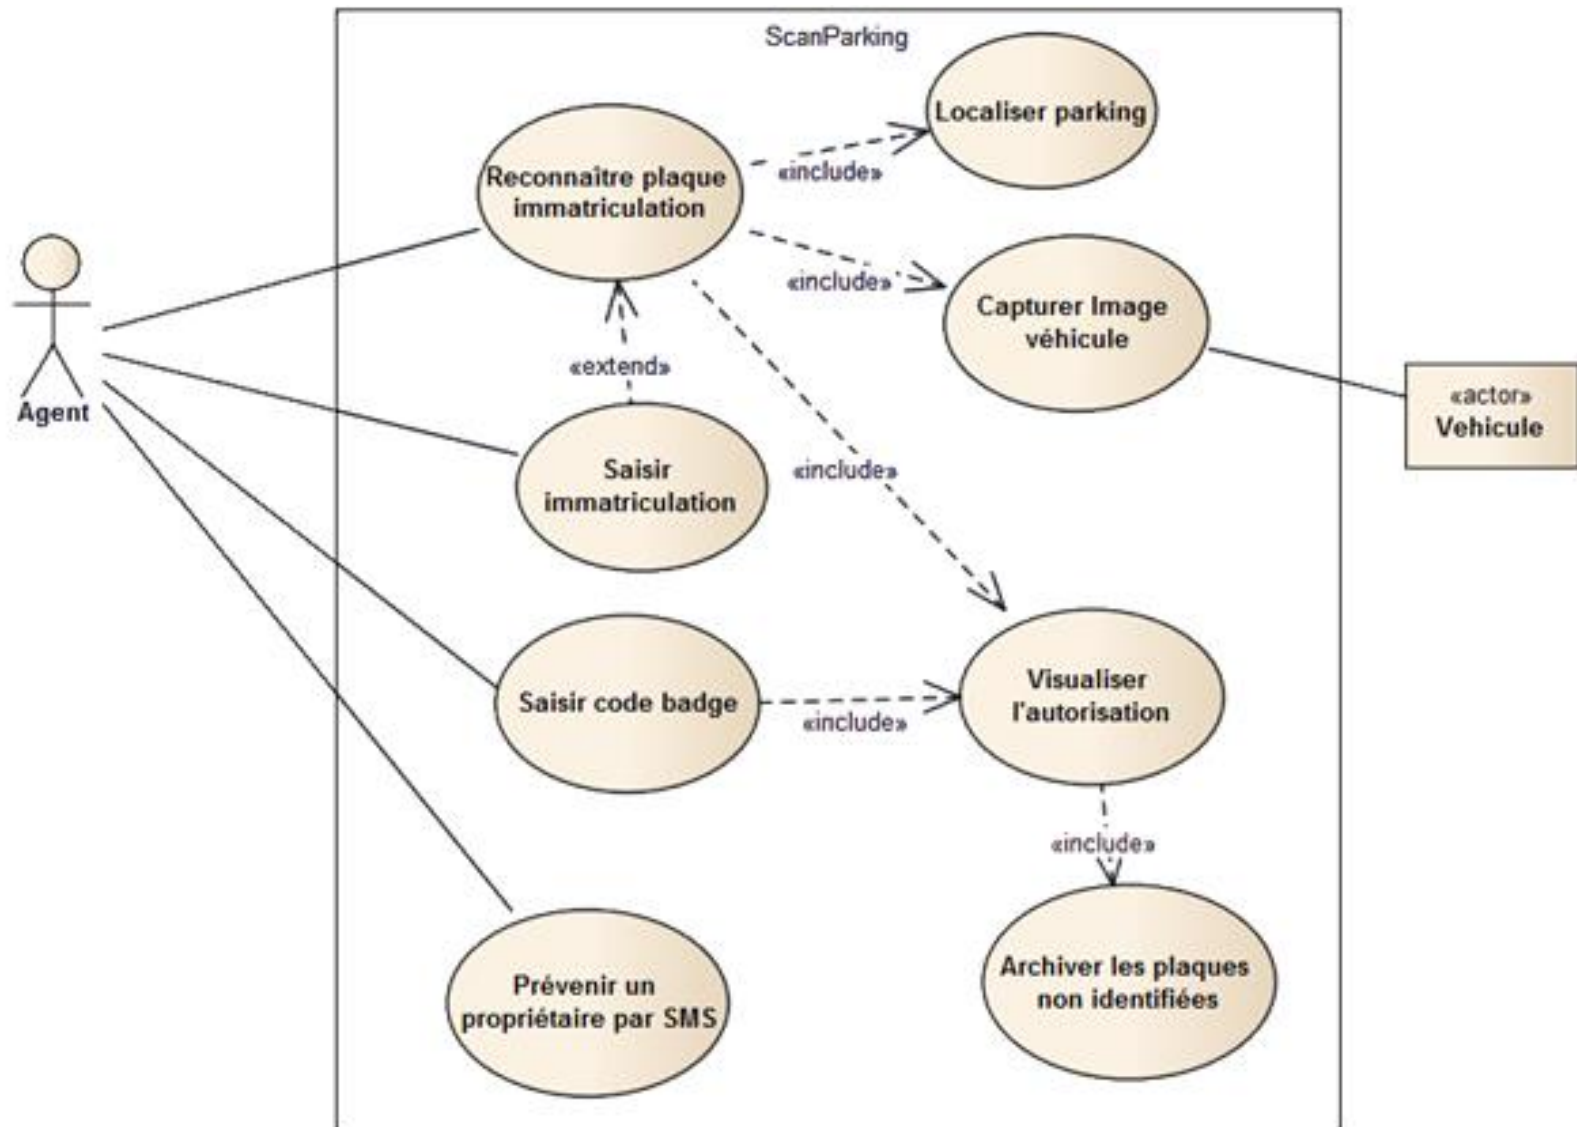 ScanParking
Localiser parking
«include»
Reconnaître plaque
immatriculation
«include»
Capturer Image
véhicule
«actor»
Vehicule
Agent
«extend»
Saisir
immatriculation
«include»
Saisir code badge
«include»
Visualiser
l'autorisation
«include»
Prévenir un
propriétaire par SMS
Archiver les plaques
non identifiées